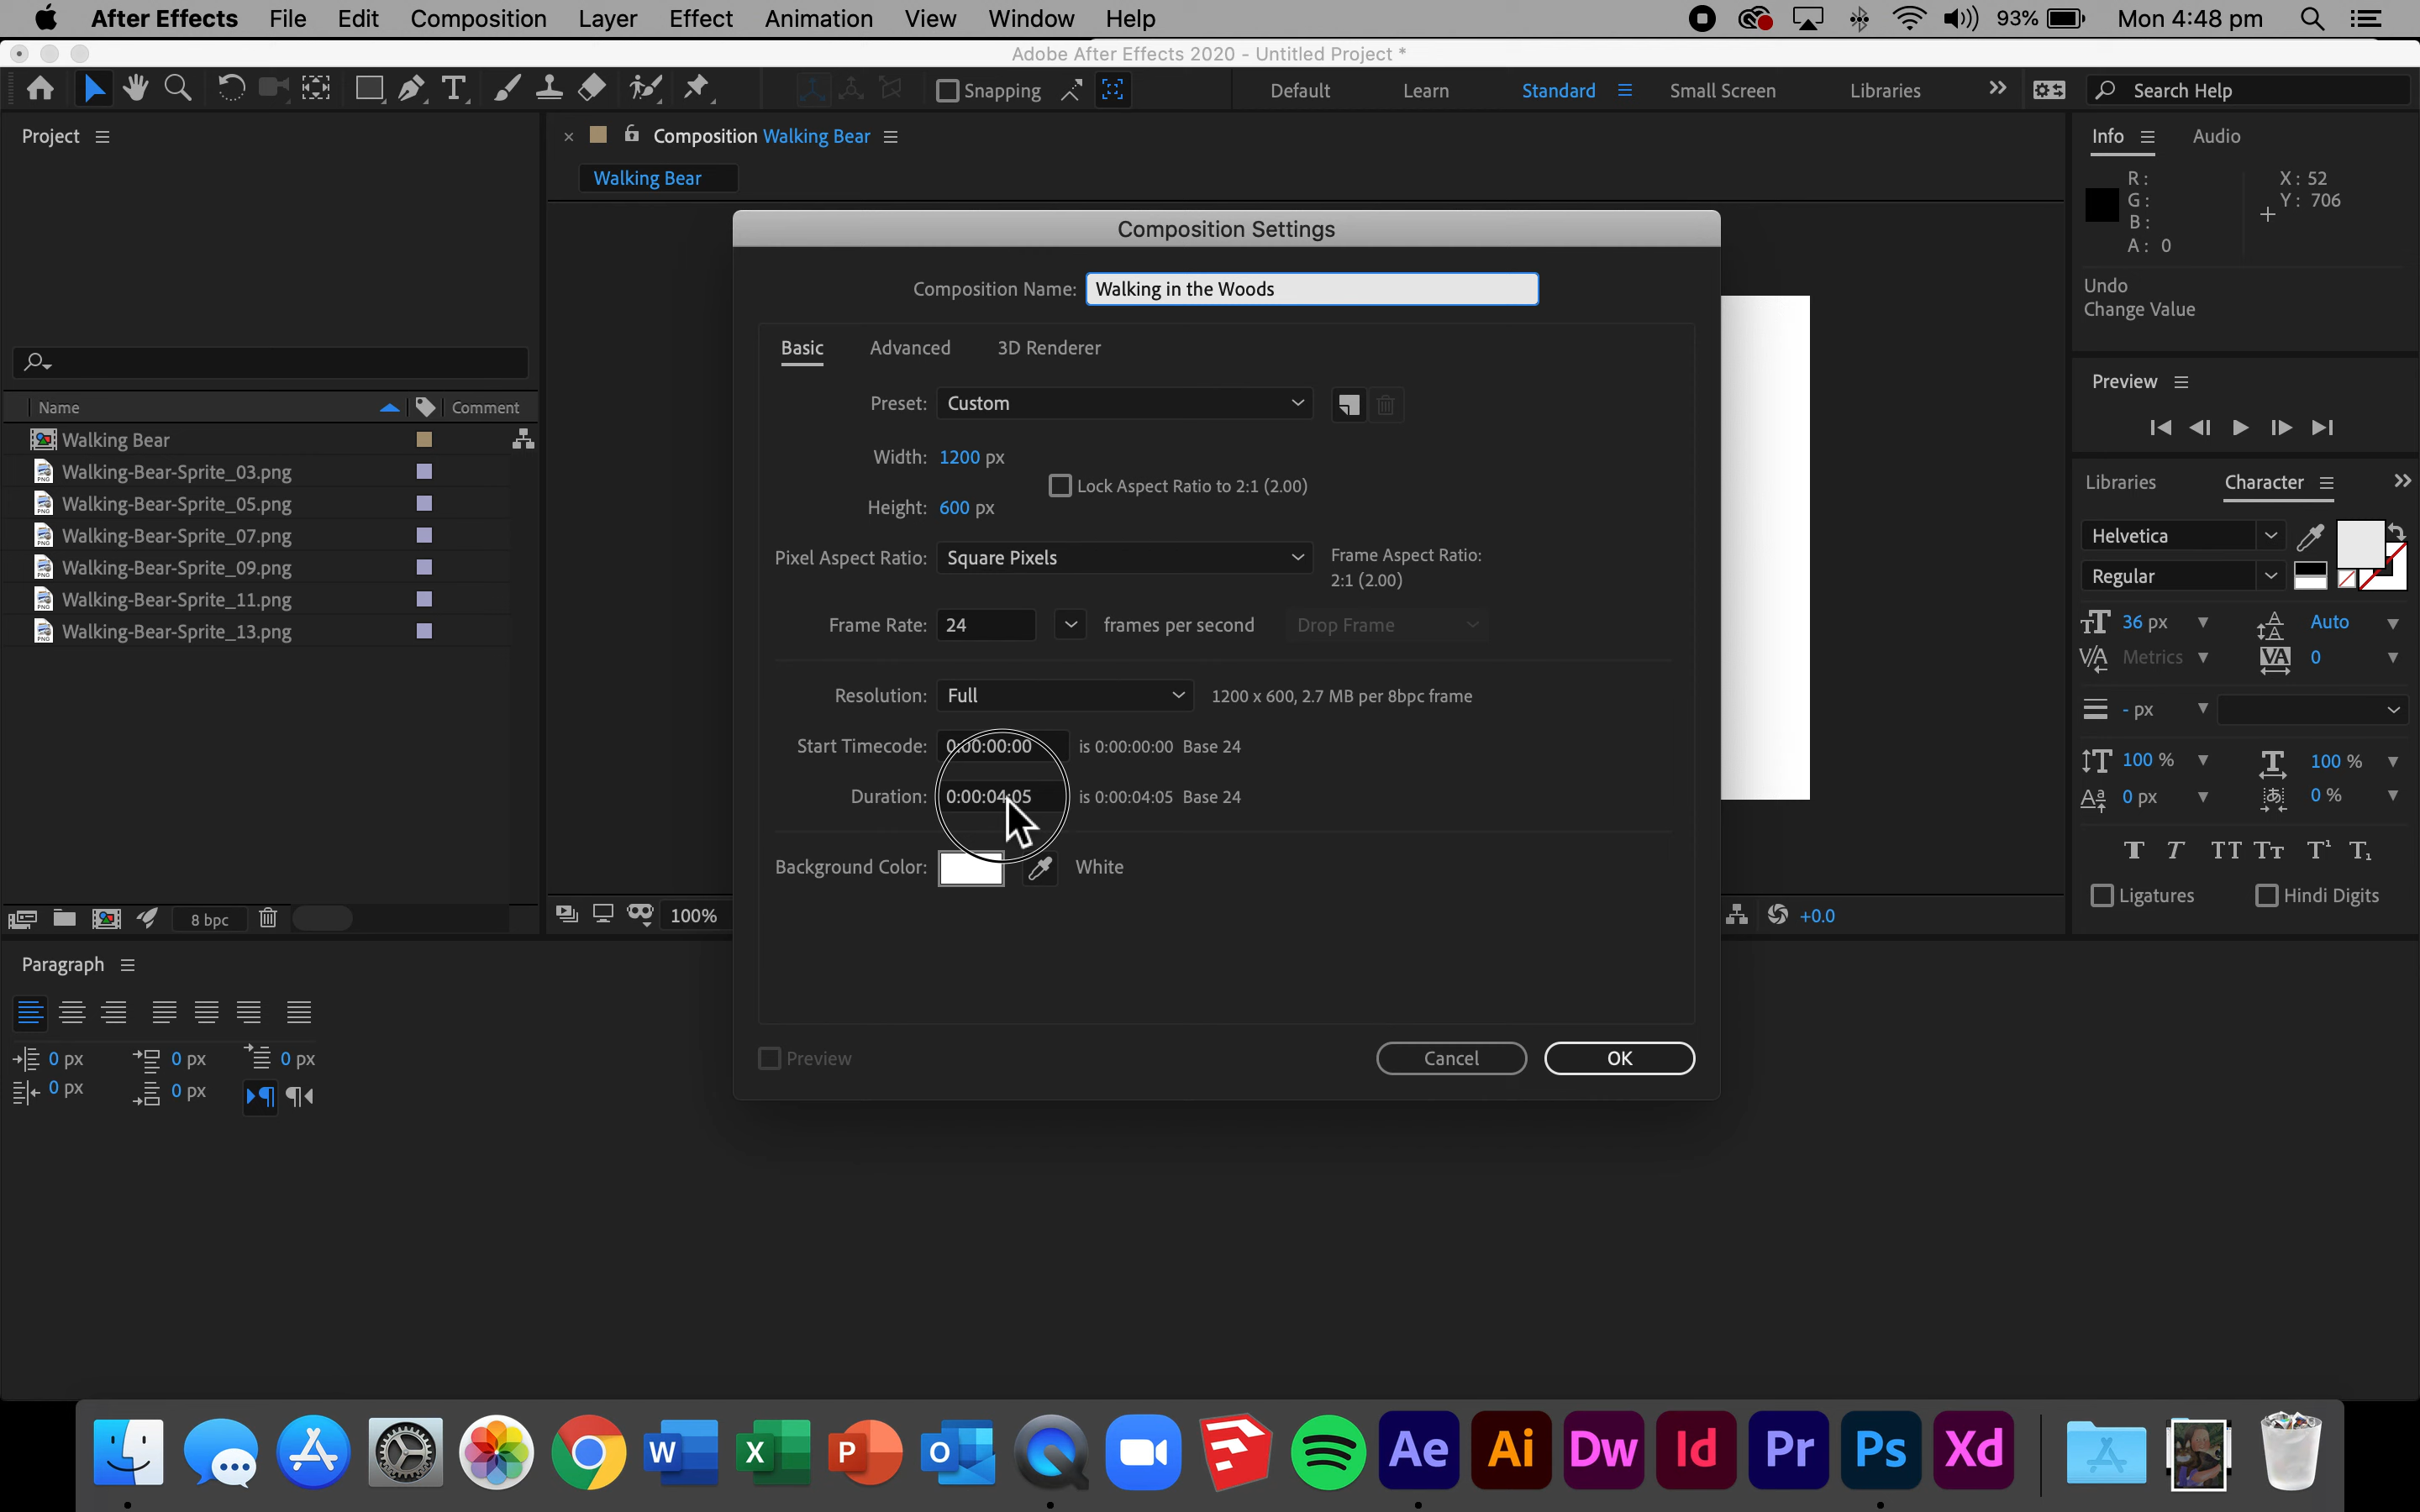 After Effects File Edit Composition Layer Effect Animation View Window Help 93% Mon 4:48 pm
Adobe After Effects 2020 - Untitled Project *
Snapping Default Learn Standard Small Screen Libraries Search Help
Project
Composition Walking Bear
Walking Bear
Info Audio
R:
G:
B:
A: 0
X: 52
Y: 706
Undo
Change Value
Composition Settings
Composition Name: Walking in the Woods
Basic Advanced 3D Renderer
Preset: Custom
Width: 1200 px
Lock Aspect Ratio to 2:1 (2.00)
Height: 600 px
Pixel Aspect Ratio: Square Pixels
Frame Aspect Ratio:
2:1 (2.00)
Frame Rate: 24 frames per second Drop Frame
Resolution: Full 1200 x 600, 2.7 MB per 8bpc frame
Start Timecode: 0:00:00:00 is 0:00:00:00 Base 24
Duration: 0:00:04:05 is 0:00:04:05 Base 24
Background Color: White
Preview Cancel OK
Name Comment
Walking Bear
Walking-Bear-Sprite_03.png
Walking-Bear-Sprite_05.png
Walking-Bear-Sprite_07.png
Walking-Bear-Sprite_09.png
Walking-Bear-Sprite_11.png
Walking-Bear-Sprite_13.png
8 bpc
100%
+0.0
Preview
Libraries Character
Helvetica
Regular
36 px Auto
Metrics 0
- px
100 % 100 %
0 px 0 %
T T TT Tt T¹ T₁
Ligatures Hindi Digits
Paragraph
0 px 0 px 0 px
0 px 0 px
W X P O Ae Ai Dw Id Pr Ps Xd